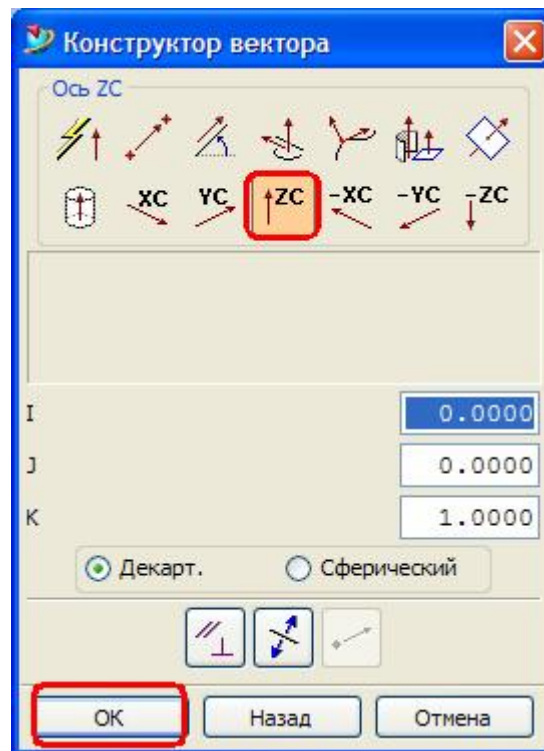 Конструктор вектора
Ось ZC
XC YC ZC -XC -YC -ZC
I 0.0000
J 0.0000
K 1.0000
Декарт. Сферический
OK Назад Отмена